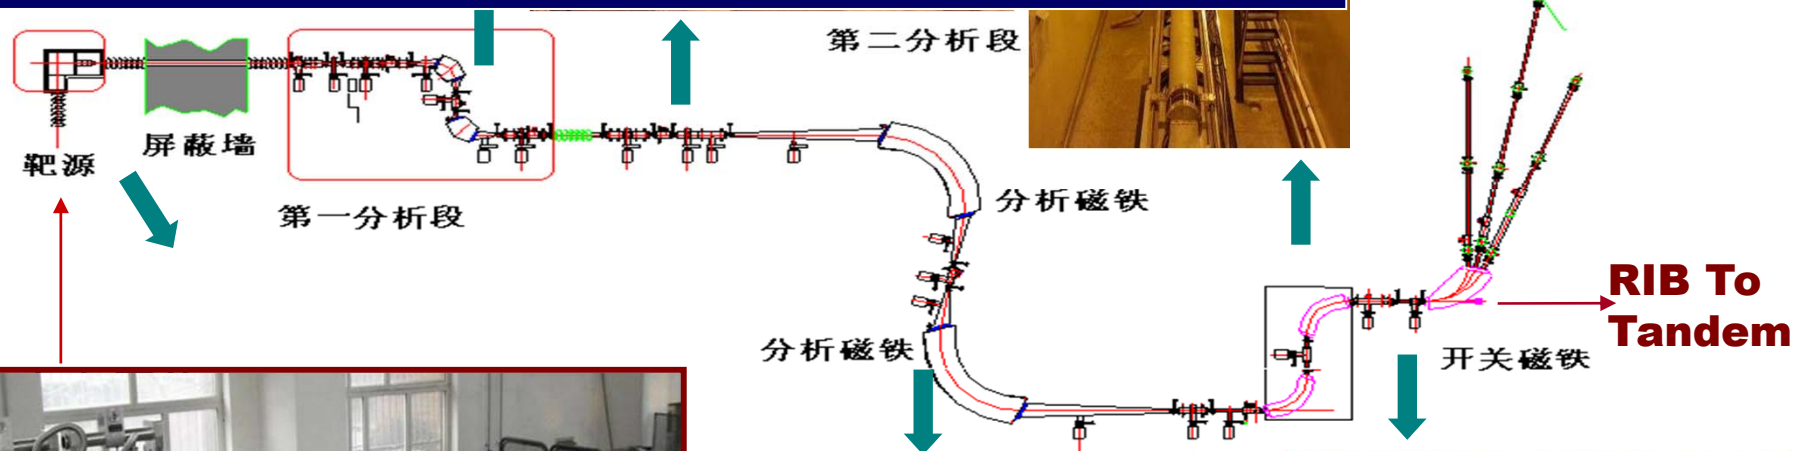 第二分析段
屏蔽墙
靶源
第一分析段
分析磁铁
RIB To
Tandem
分析磁铁
开关磁铁